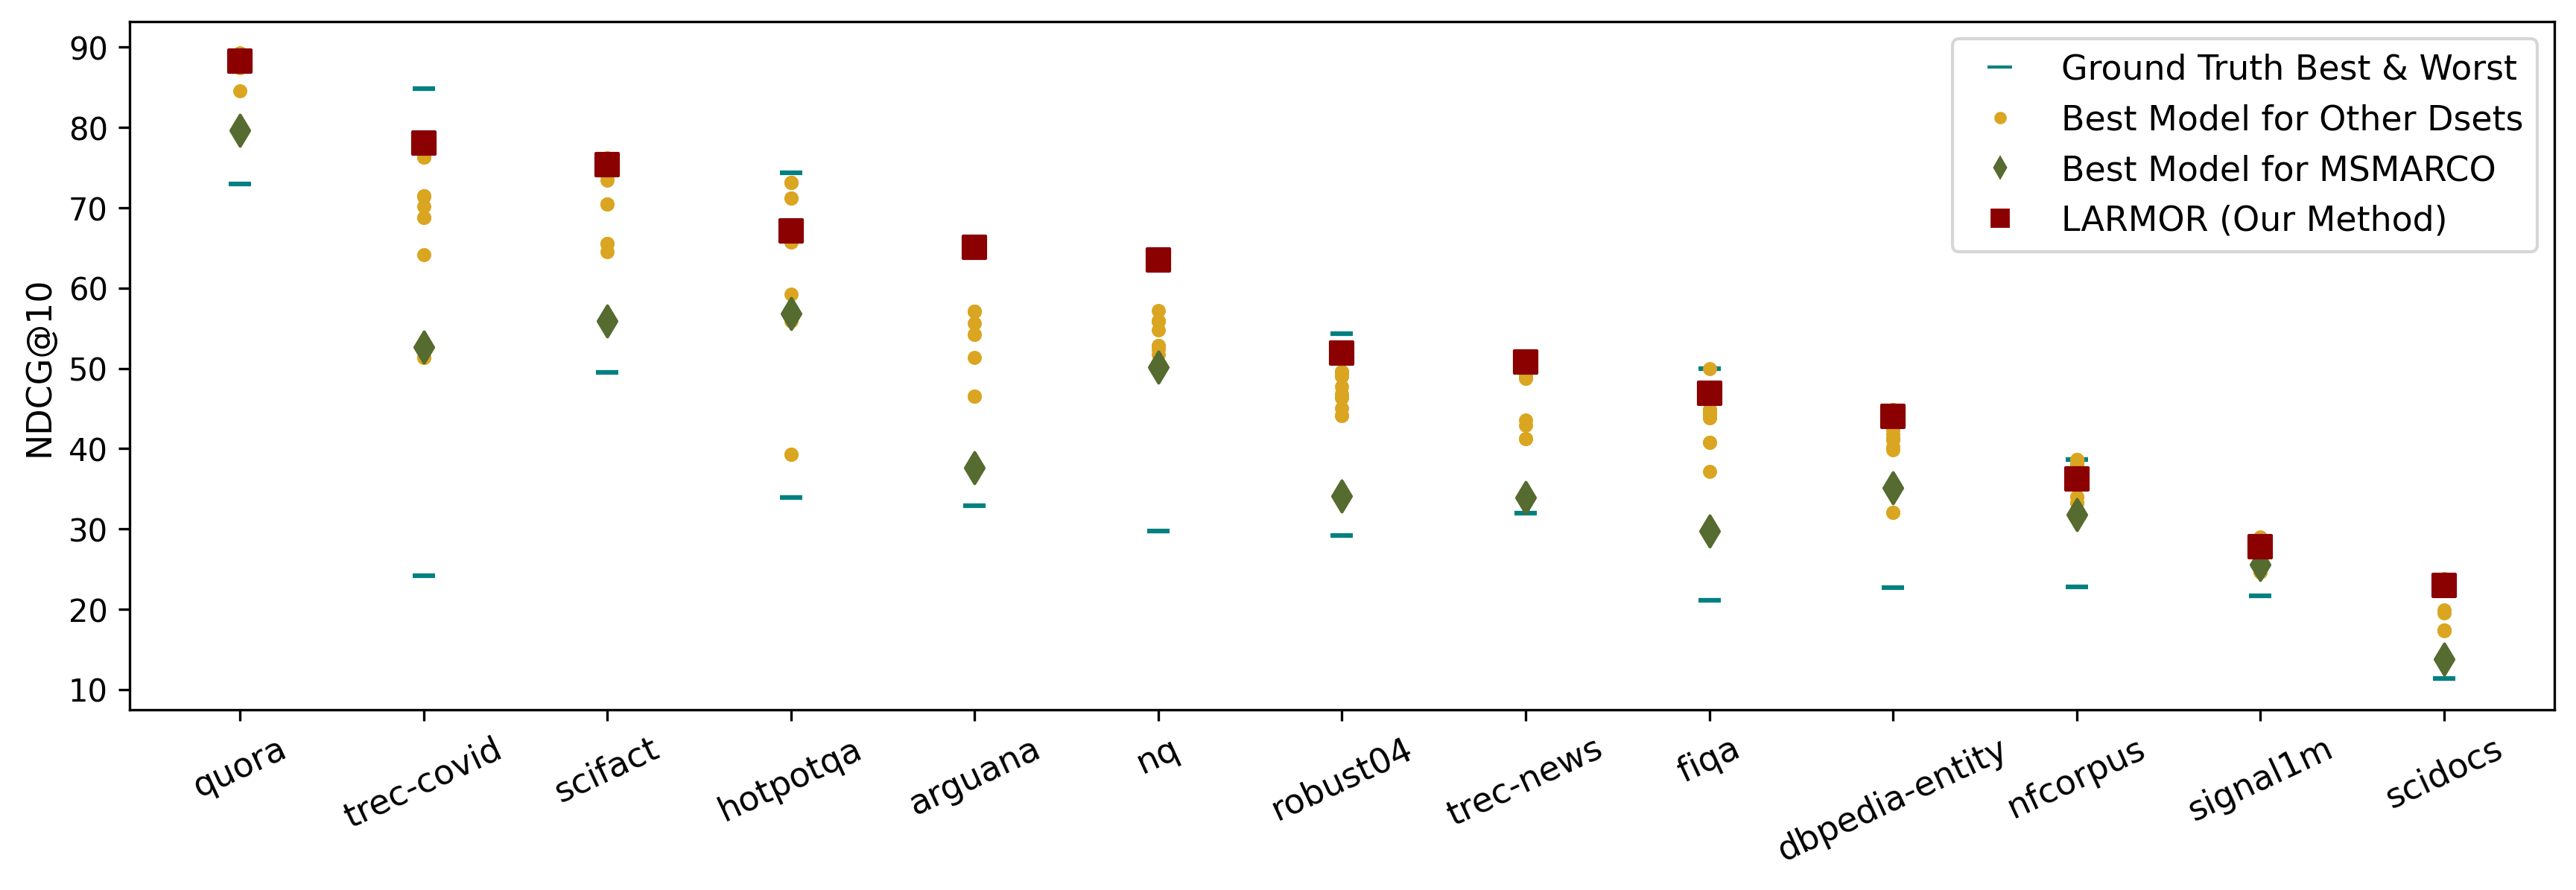 NDCG@10
90
80
70
60
50
40
30
20
10
Ground Truth Best & Worst
Best Model for Other Dsets
Best Model for MSMARCO
LARMOR (Our Method)
quora
trec-covid
scifact
hotpotqa
arguana
nq
robust04
trec-news
fiqa
dbpedia-entity
nfcorpus
signal1m
scidocs